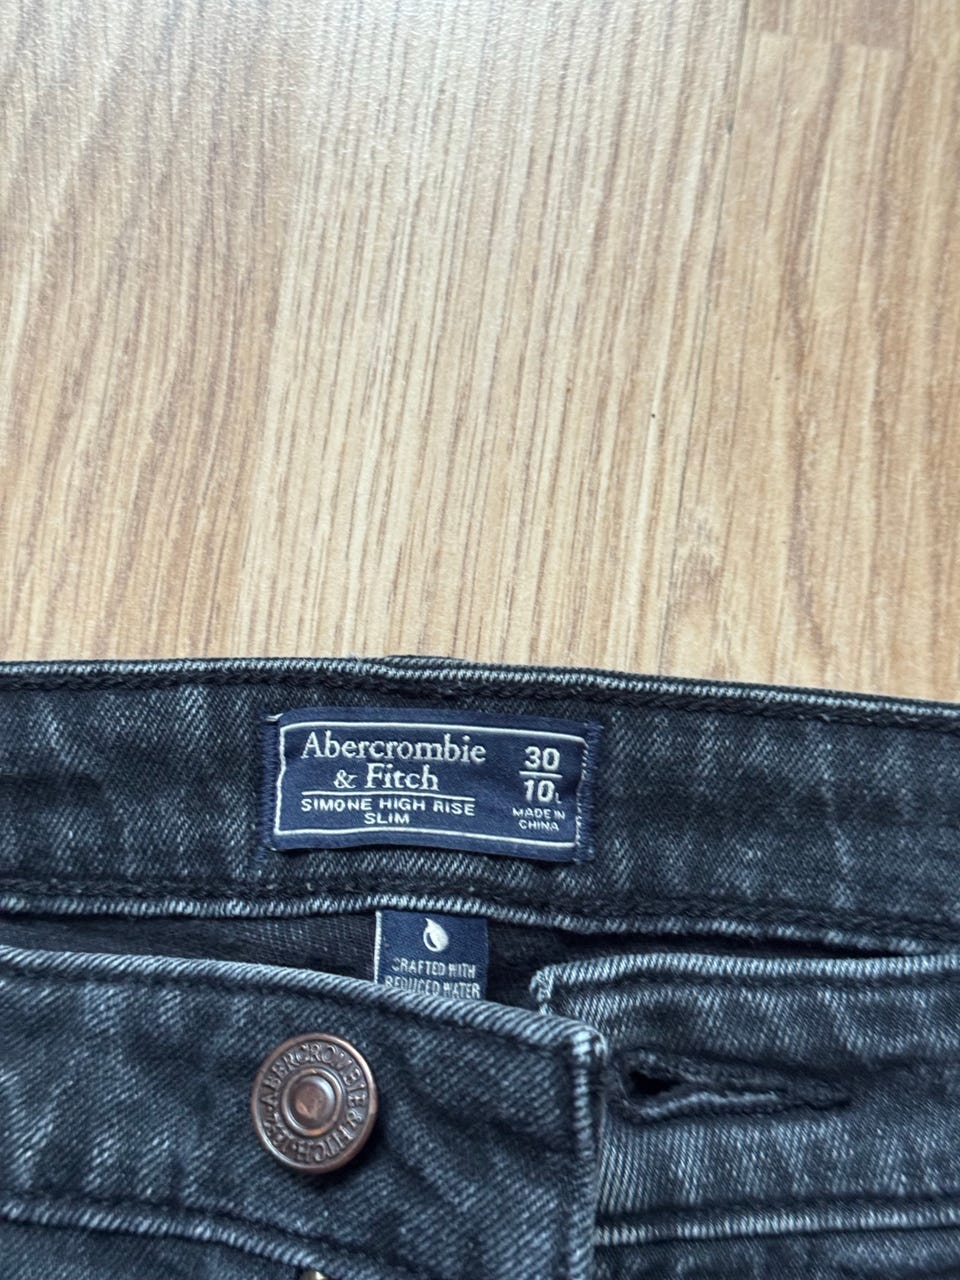 Abercrombie
& Fitch
SIMONE HIGH RISE
SLIM
30
10L
MADE IN
CHINA
CRAFTED WITH
REDUCED WATER
ABERCROMBIE & FITCH